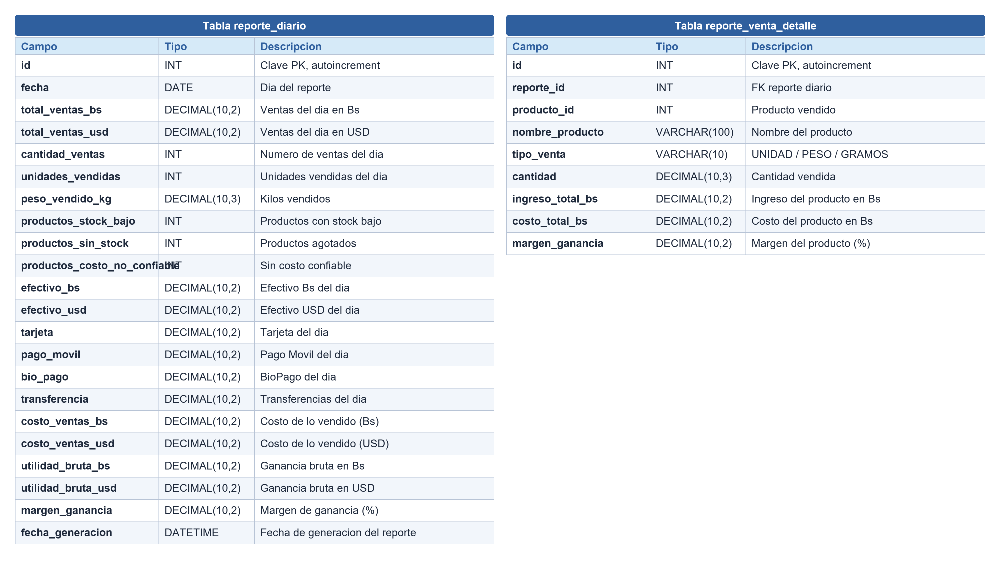 Tabla reporte_diario
Campo Tipo Descripcion
id INT Clave PK, autoincrement
fecha DATE Dia del reporte
total_ventas_bs DECIMAL(10,2) Ventas del dia en Bs
total_ventas_usd DECIMAL(10,2) Ventas del dia en USD
cantidad_ventas INT Numero de ventas del dia
unidades_vendidas INT Unidades vendidas del dia
peso_vendido_kg DECIMAL(10,3) Kilos vendidos
productos_stock_bajo INT Productos con stock bajo
productos_sin_stock INT Productos agotados
productos_costo_no_confiable INT Sin costo confiable
efectivo_bs DECIMAL(10,2) Efectivo Bs del dia
efectivo_usd DECIMAL(10,2) Efectivo USD del dia
tarjeta DECIMAL(10,2) Tarjeta del dia
pago_movil DECIMAL(10,2) Pago Movil del dia
bio_pago DECIMAL(10,2) BioPago del dia
transferencia DECIMAL(10,2) Transferencias del dia
costo_ventas_bs DECIMAL(10,2) Costo de lo vendido (Bs)
costo_ventas_usd DECIMAL(10,2) Costo de lo vendido (USD)
utilidad_bruta_bs DECIMAL(10,2) Ganancia bruta en Bs
utilidad_bruta_usd DECIMAL(10,2) Ganancia bruta en USD
margen_ganancia DECIMAL(10,2) Margen de ganancia (%)
fecha_generacion DATETIME Fecha de generacion del reporte
Tabla reporte_venta_detalle
Campo Tipo Descripcion
id INT Clave PK, autoincrement
reporte_id INT FK reporte diario
producto_id INT Producto vendido
nombre_producto VARCHAR(100) Nombre del producto
tipo_venta VARCHAR(10) UNIDAD / PESO / GRAMOS
cantidad DECIMAL(10,3) Cantidad vendida
ingreso_total_bs DECIMAL(10,2) Ingreso del producto en Bs
costo_total_bs DECIMAL(10,2) Costo del producto en Bs
margen_ganancia DECIMAL(10,2) Margen del producto (%)